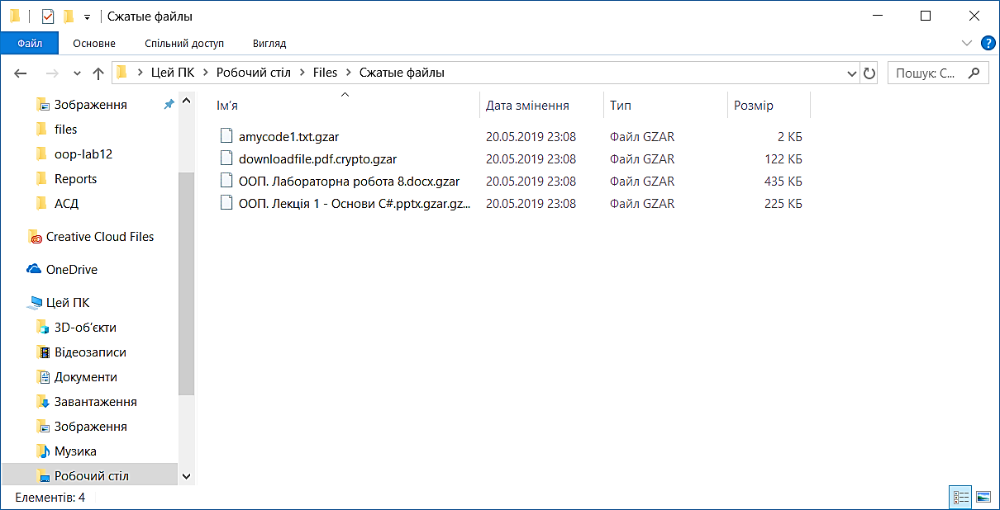 Сжатые файлы
Файл Основне Спільний доступ Вигляд
Цей ПК Робочий стіл Files Сжатые файлы
Пошук: С...
Зображення
files
oop-lab12
Reports
АСД
Creative Cloud Files
OneDrive
Цей ПК
3D-об'єкти
Відеозаписи
Документи
Завантаження
Зображення
Музика
Робочий стіл
Ім'я Дата змінення Тип Розмір
amycode1.txt.gzar 20.05.2019 23:08 Файл GZAR 2 КБ
downloadfile.pdf.crypto.gzar 20.05.2019 23:08 Файл GZAR 122 КБ
ООП. Лабораторна робота 8.docx.gzar 20.05.2019 23:08 Файл GZAR 435 КБ
ООП. Лекція 1 - Основи C#.pptx.gzar.gz... 20.05.2019 23:08 Файл GZAR 225 КБ
Елементів: 4